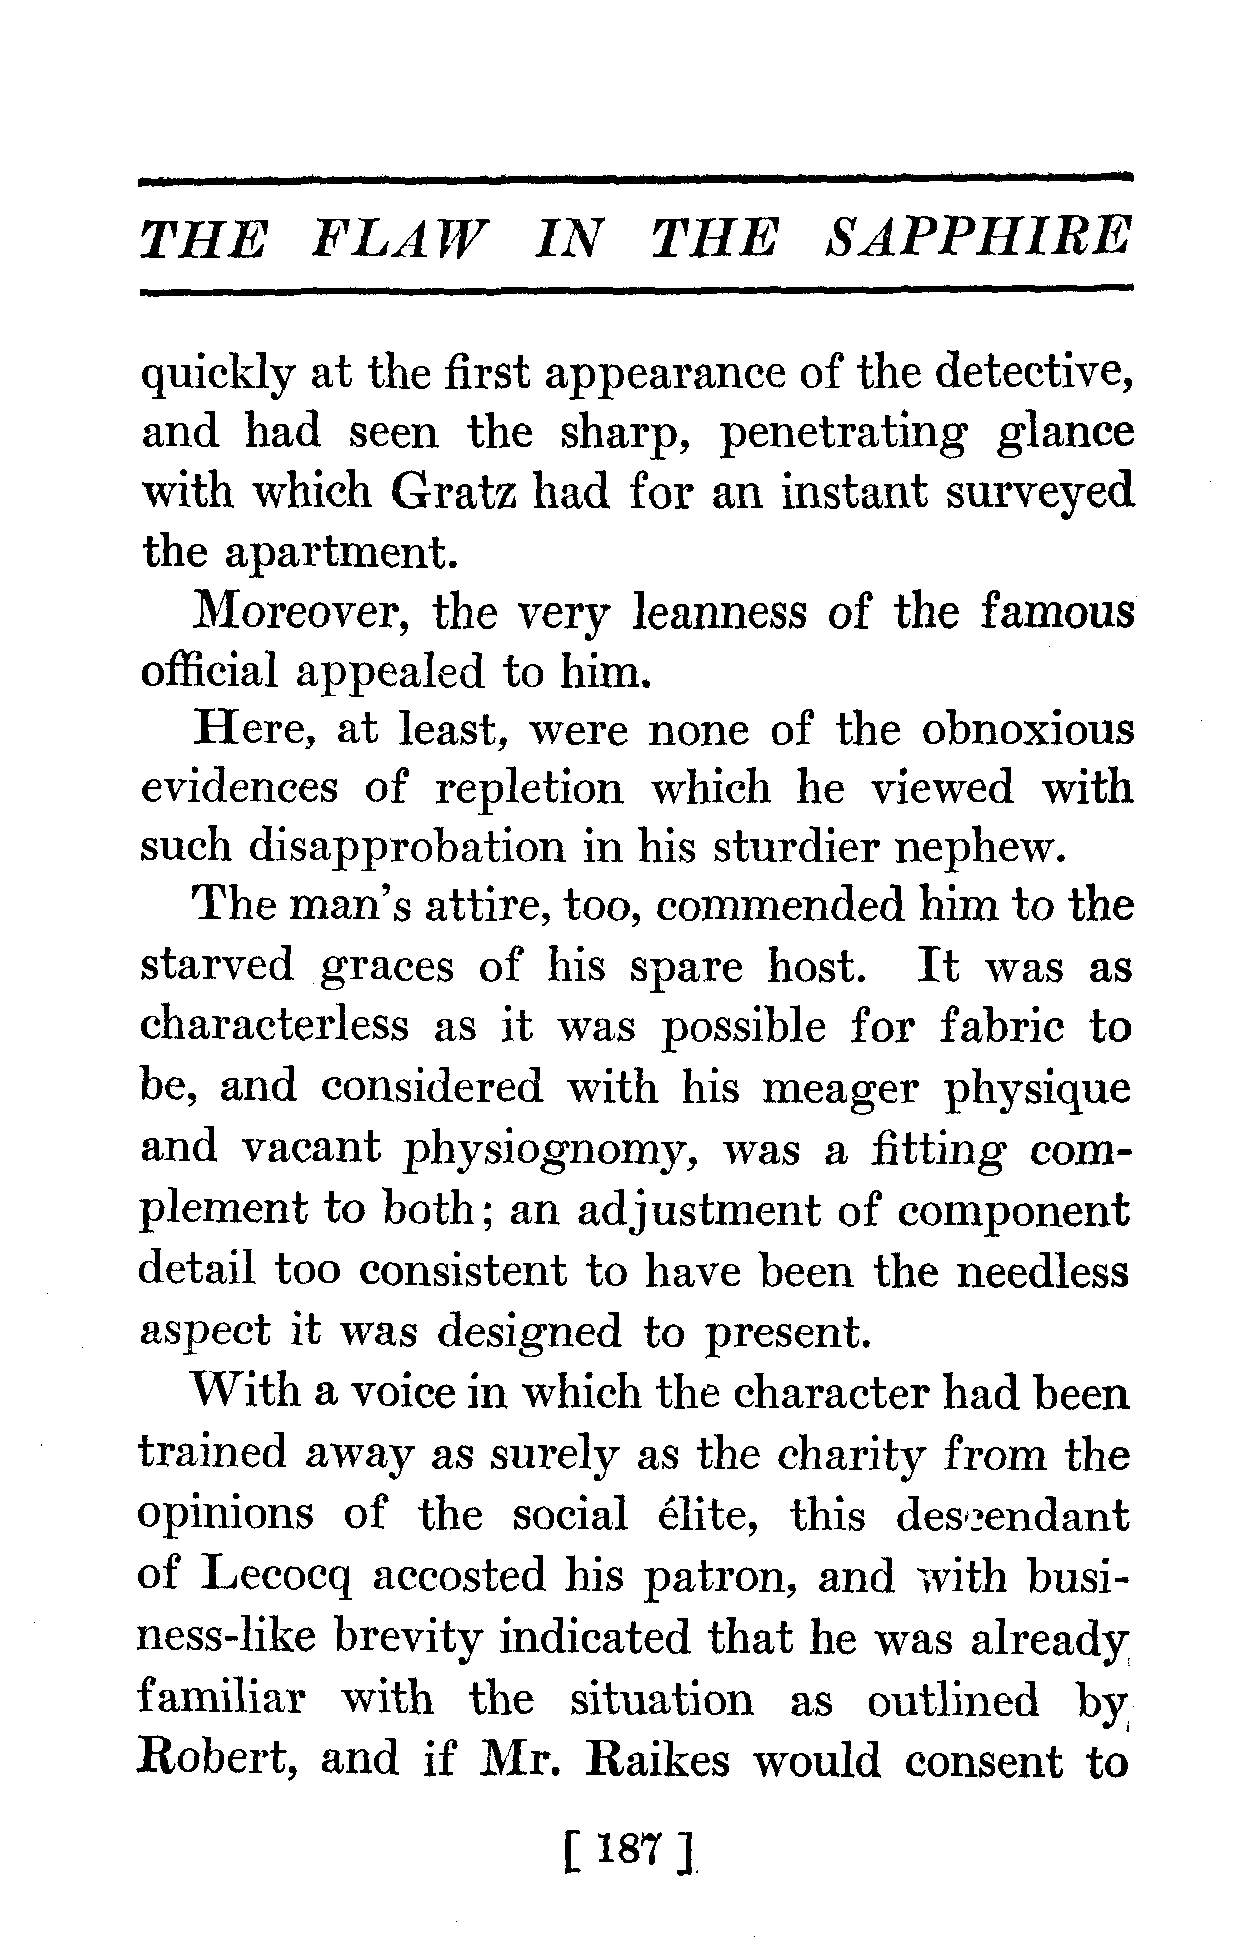 THE FLAW IN THE SAPPHIRE
quickly at the first appearance of the detective,
and had seen the sharp, penetrating glance
with which Gratz had for an instant surveyed
the apartment.
Moreover, the very leanness of the famous
official appealed to him.
Here, at least, were none of the obnoxious
evidences of repletion which he viewed with
such disapprobation in his sturdier nephew.
The man's attire, too, commended him to the
starved graces of his spare host. It was as
characterless as it was possible for fabric to
be, and considered with his meager physique
and vacant physiognomy, was a fitting com-
plement to both; an adjustment of component
detail too consistent to have been the needless
aspect it was designed to present.
With a voice in which the character had been
trained away as surely as the charity from the
opinions of the social élite, this descendant
of Lecocq accosted his patron, and with busi-
ness-like brevity indicated that he was already
familiar with the situation as outlined by
Robert, and if Mr. Raikes would consent to
[ 187 ]